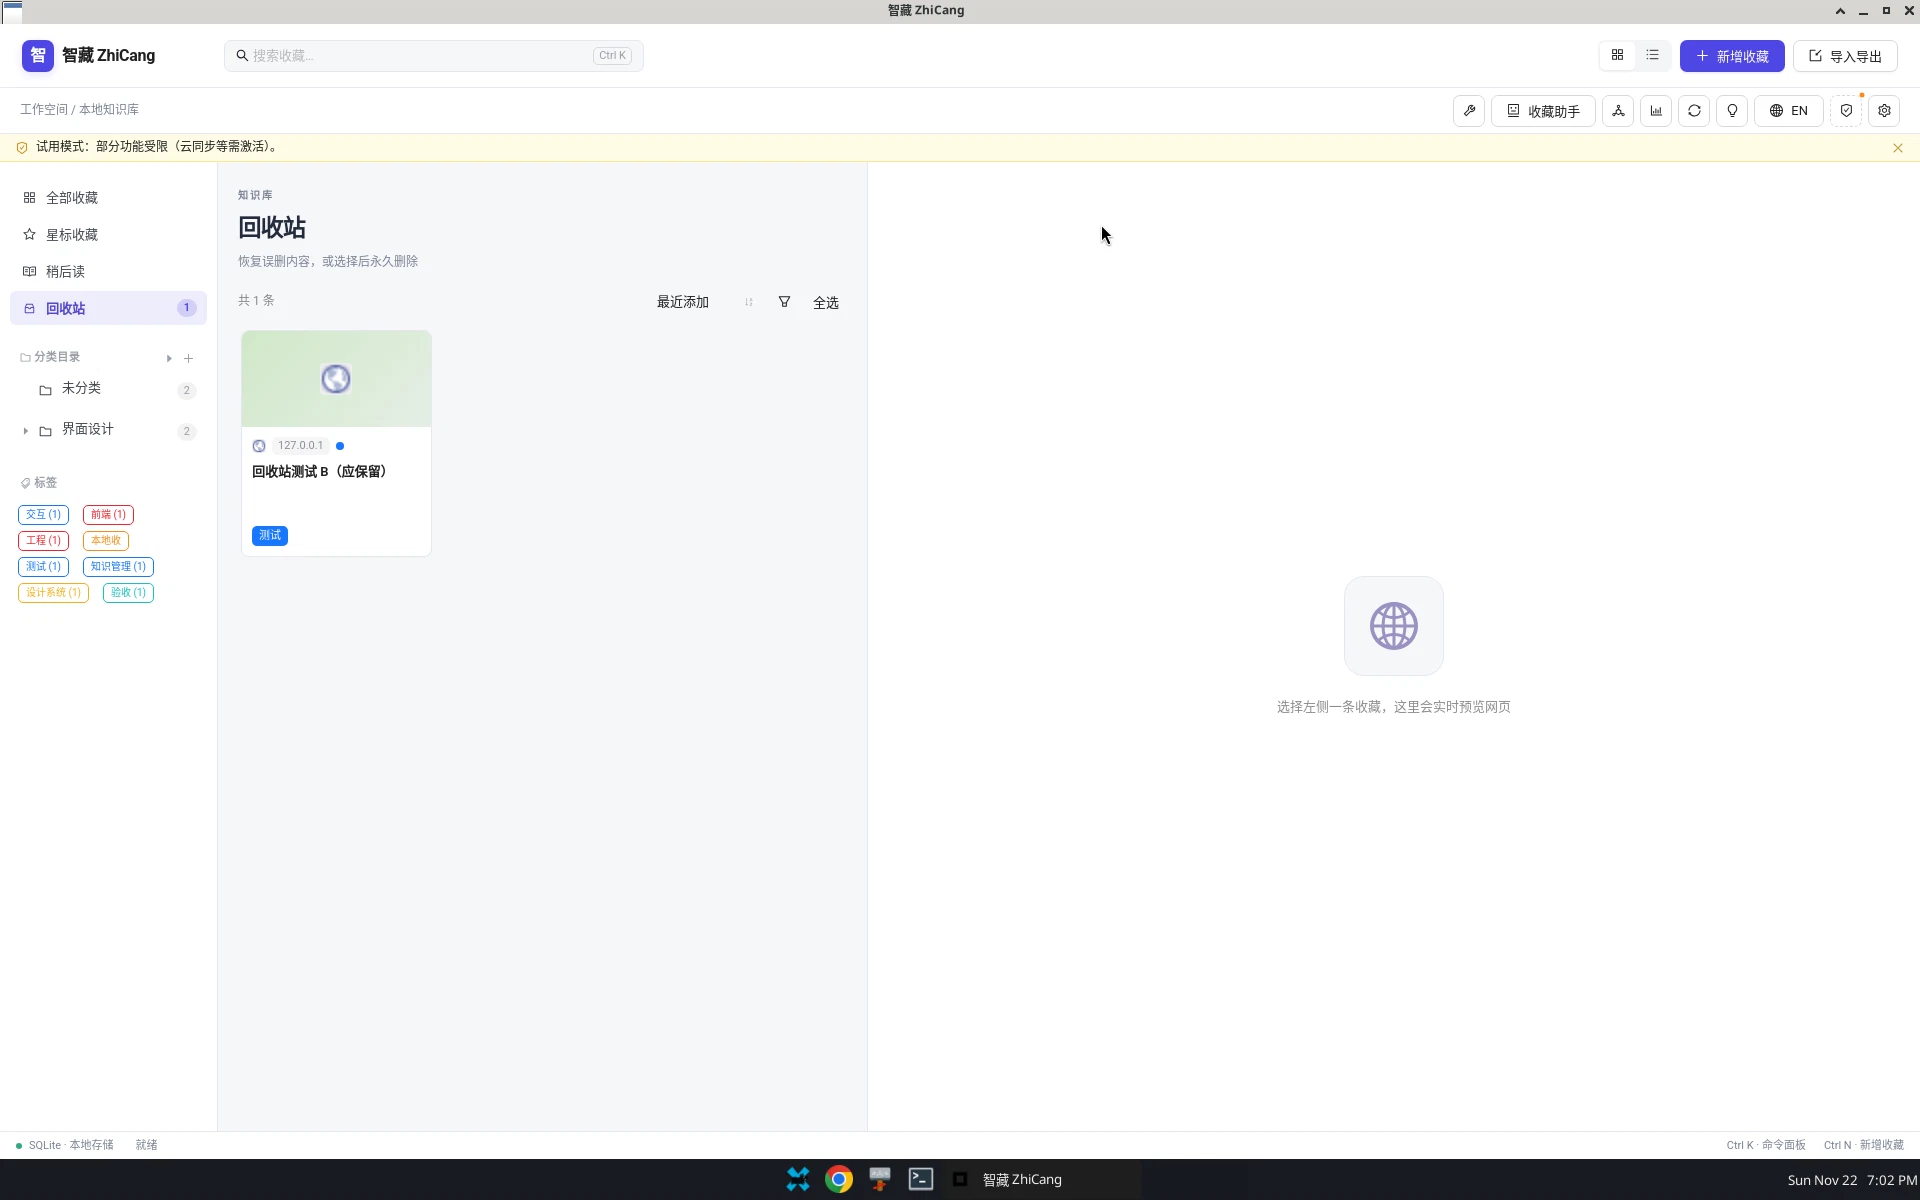 智藏 ZhiCang
智 智藏 ZhiCang
搜索收藏... Ctrl K
新增收藏 导入导出
工作空间 / 本地知识库
收藏助手 EN
试用模式：部分功能受限（云同步等需激活）。
全部收藏
星标收藏
稍后读
回收站 1
分类目录
未分类 2
界面设计 2
标签
交互 (1) 前端 (1)
工程 (1) 本地收
测试 (1) 知识管理 (1)
设计系统 (1) 验收 (1)
知识库
回收站
恢复误删内容，或选择后永久删除
共 1 条 最近添加 全选
127.0.0.1
回收站测试 B（应保留）
测试
选择左侧一条收藏，这里会实时预览网页
SQLite · 本地存储 就绪 Ctrl K · 命令面板 Ctrl N · 新增收藏
智藏 ZhiCang Sun Nov 22 7:02 PM